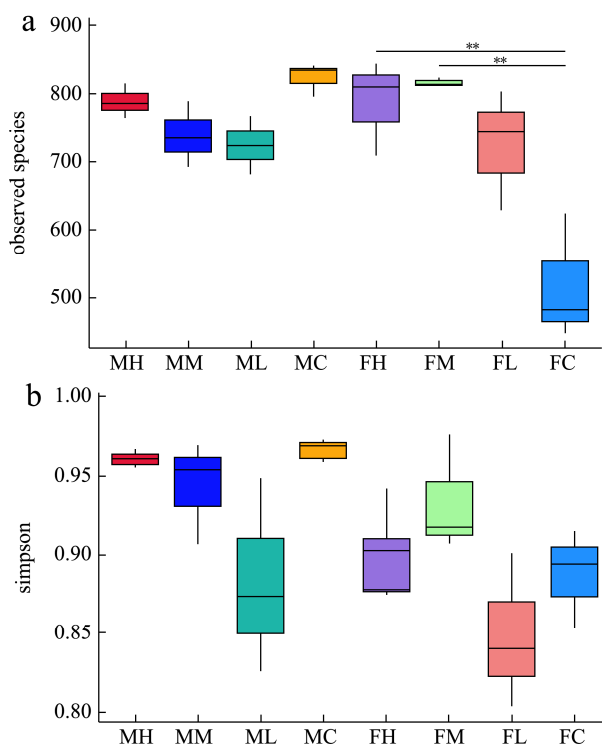 a
900
800
700
600
500
observed species
**
**
MH MM ML MC FH FM FL FC
b
1.00
0.95
0.90
0.85
0.80
simpson
MH MM ML MC FH FM FL FC